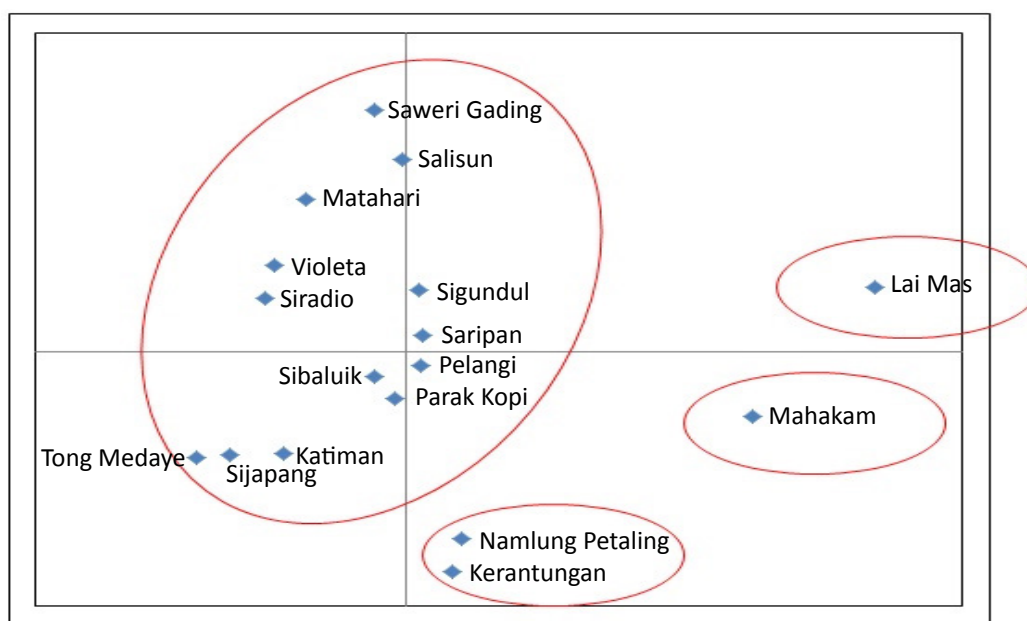 Saweri Gading
Salisun
Matahari
Violeta
Siradio
Sigundul
Lai Mas
Saripan
Pelangi
Sibaluik
Parak Kopi
Mahakam
Tong Medaye
Katiman
Sijapang
Namlung Petaling
Kerantungan